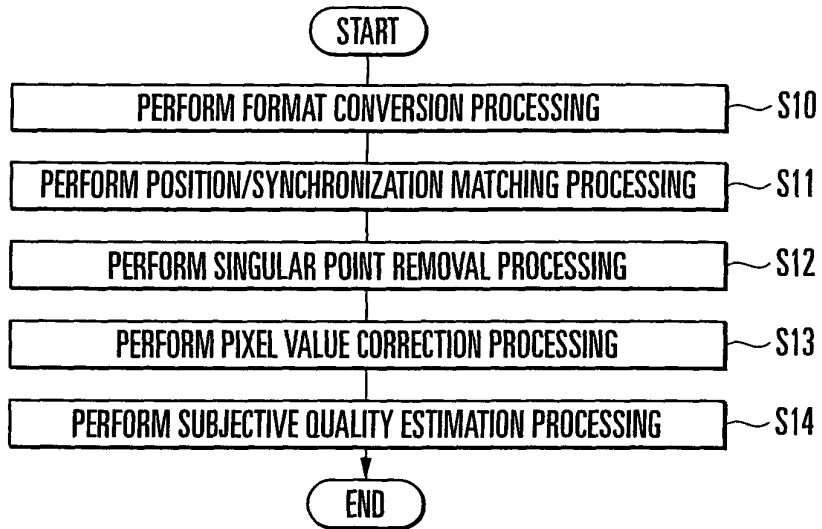 START
PERFORM FORMAT CONVERSION PROCESSING S10
PERFORM POSITION/SYNCHRONIZATION MATCHING PROCESSING S11
PERFORM SINGULAR POINT REMOVAL PROCESSING S12
PERFORM PIXEL VALUE CORRECTION PROCESSING S13
PERFORM SUBJECTIVE QUALITY ESTIMATION PROCESSING S14
END